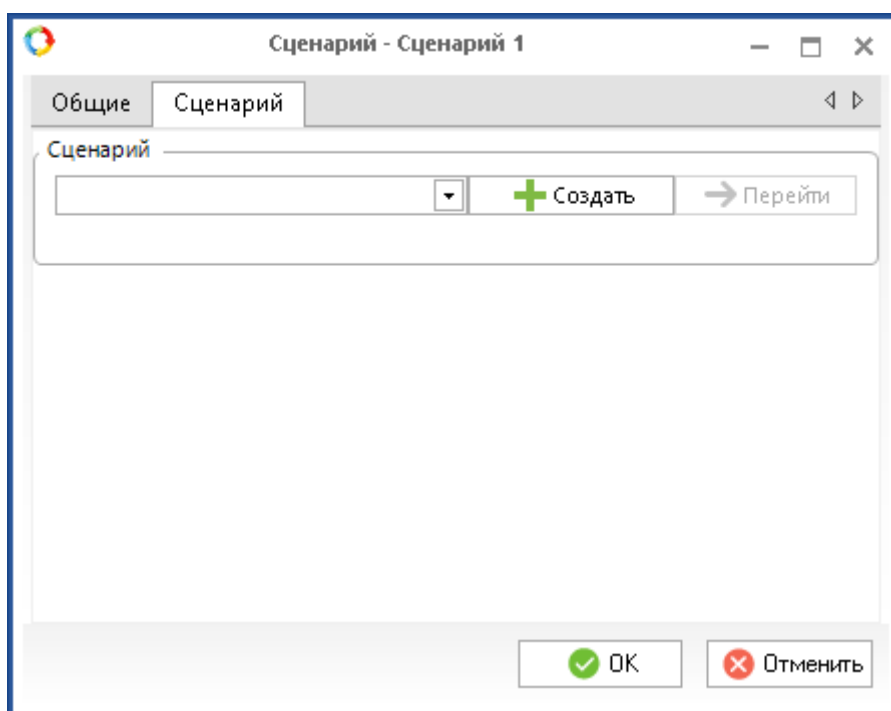 Сценарий - Сценарий 1
Общие Сценарий
Сценарий
Создать Перейти
OK Отменить